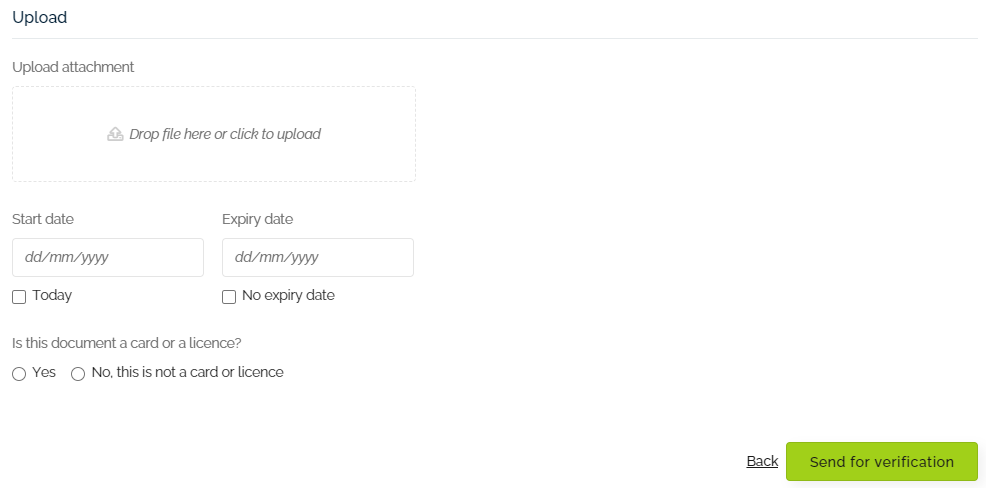 Upload
Upload attachment
Drop file here or click to upload
Start date
Expiry date
dd/mm/yyyy
dd/mm/yyyy
Today
No expiry date
Is this document a card or a licence?
Yes
No, this is not a card or licence
Back
Send for verification